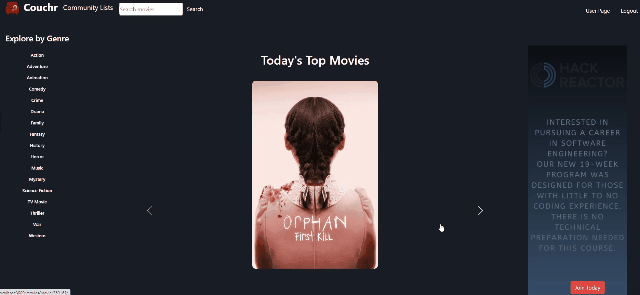 Couchr
Community Lists
Search movies
Search
User Page
Logout
Explore by Genre
Action
Adventure
Animation
Comedy
Crime
Drama
Family
Fantasy
History
Horror
Music
Mystery
Science Fiction
TV Movie
Thriller
War
Western
Today's Top Movies
ORPHAN
FIRST KILL
HACK
REACTOR
INTERESTED IN
PURSUING A CAREER
IN SOFTWARE
ENGINEERING?
OUR NEW 19-WEEK
PROGRAM WAS
DESIGNED FOR THOSE
WITH LITTLE TO NO
CODING EXPERIENCE.
THERE IS NO
TECHNICAL
PREPARATION NEEDED
FOR THIS COURSE.
Join Today